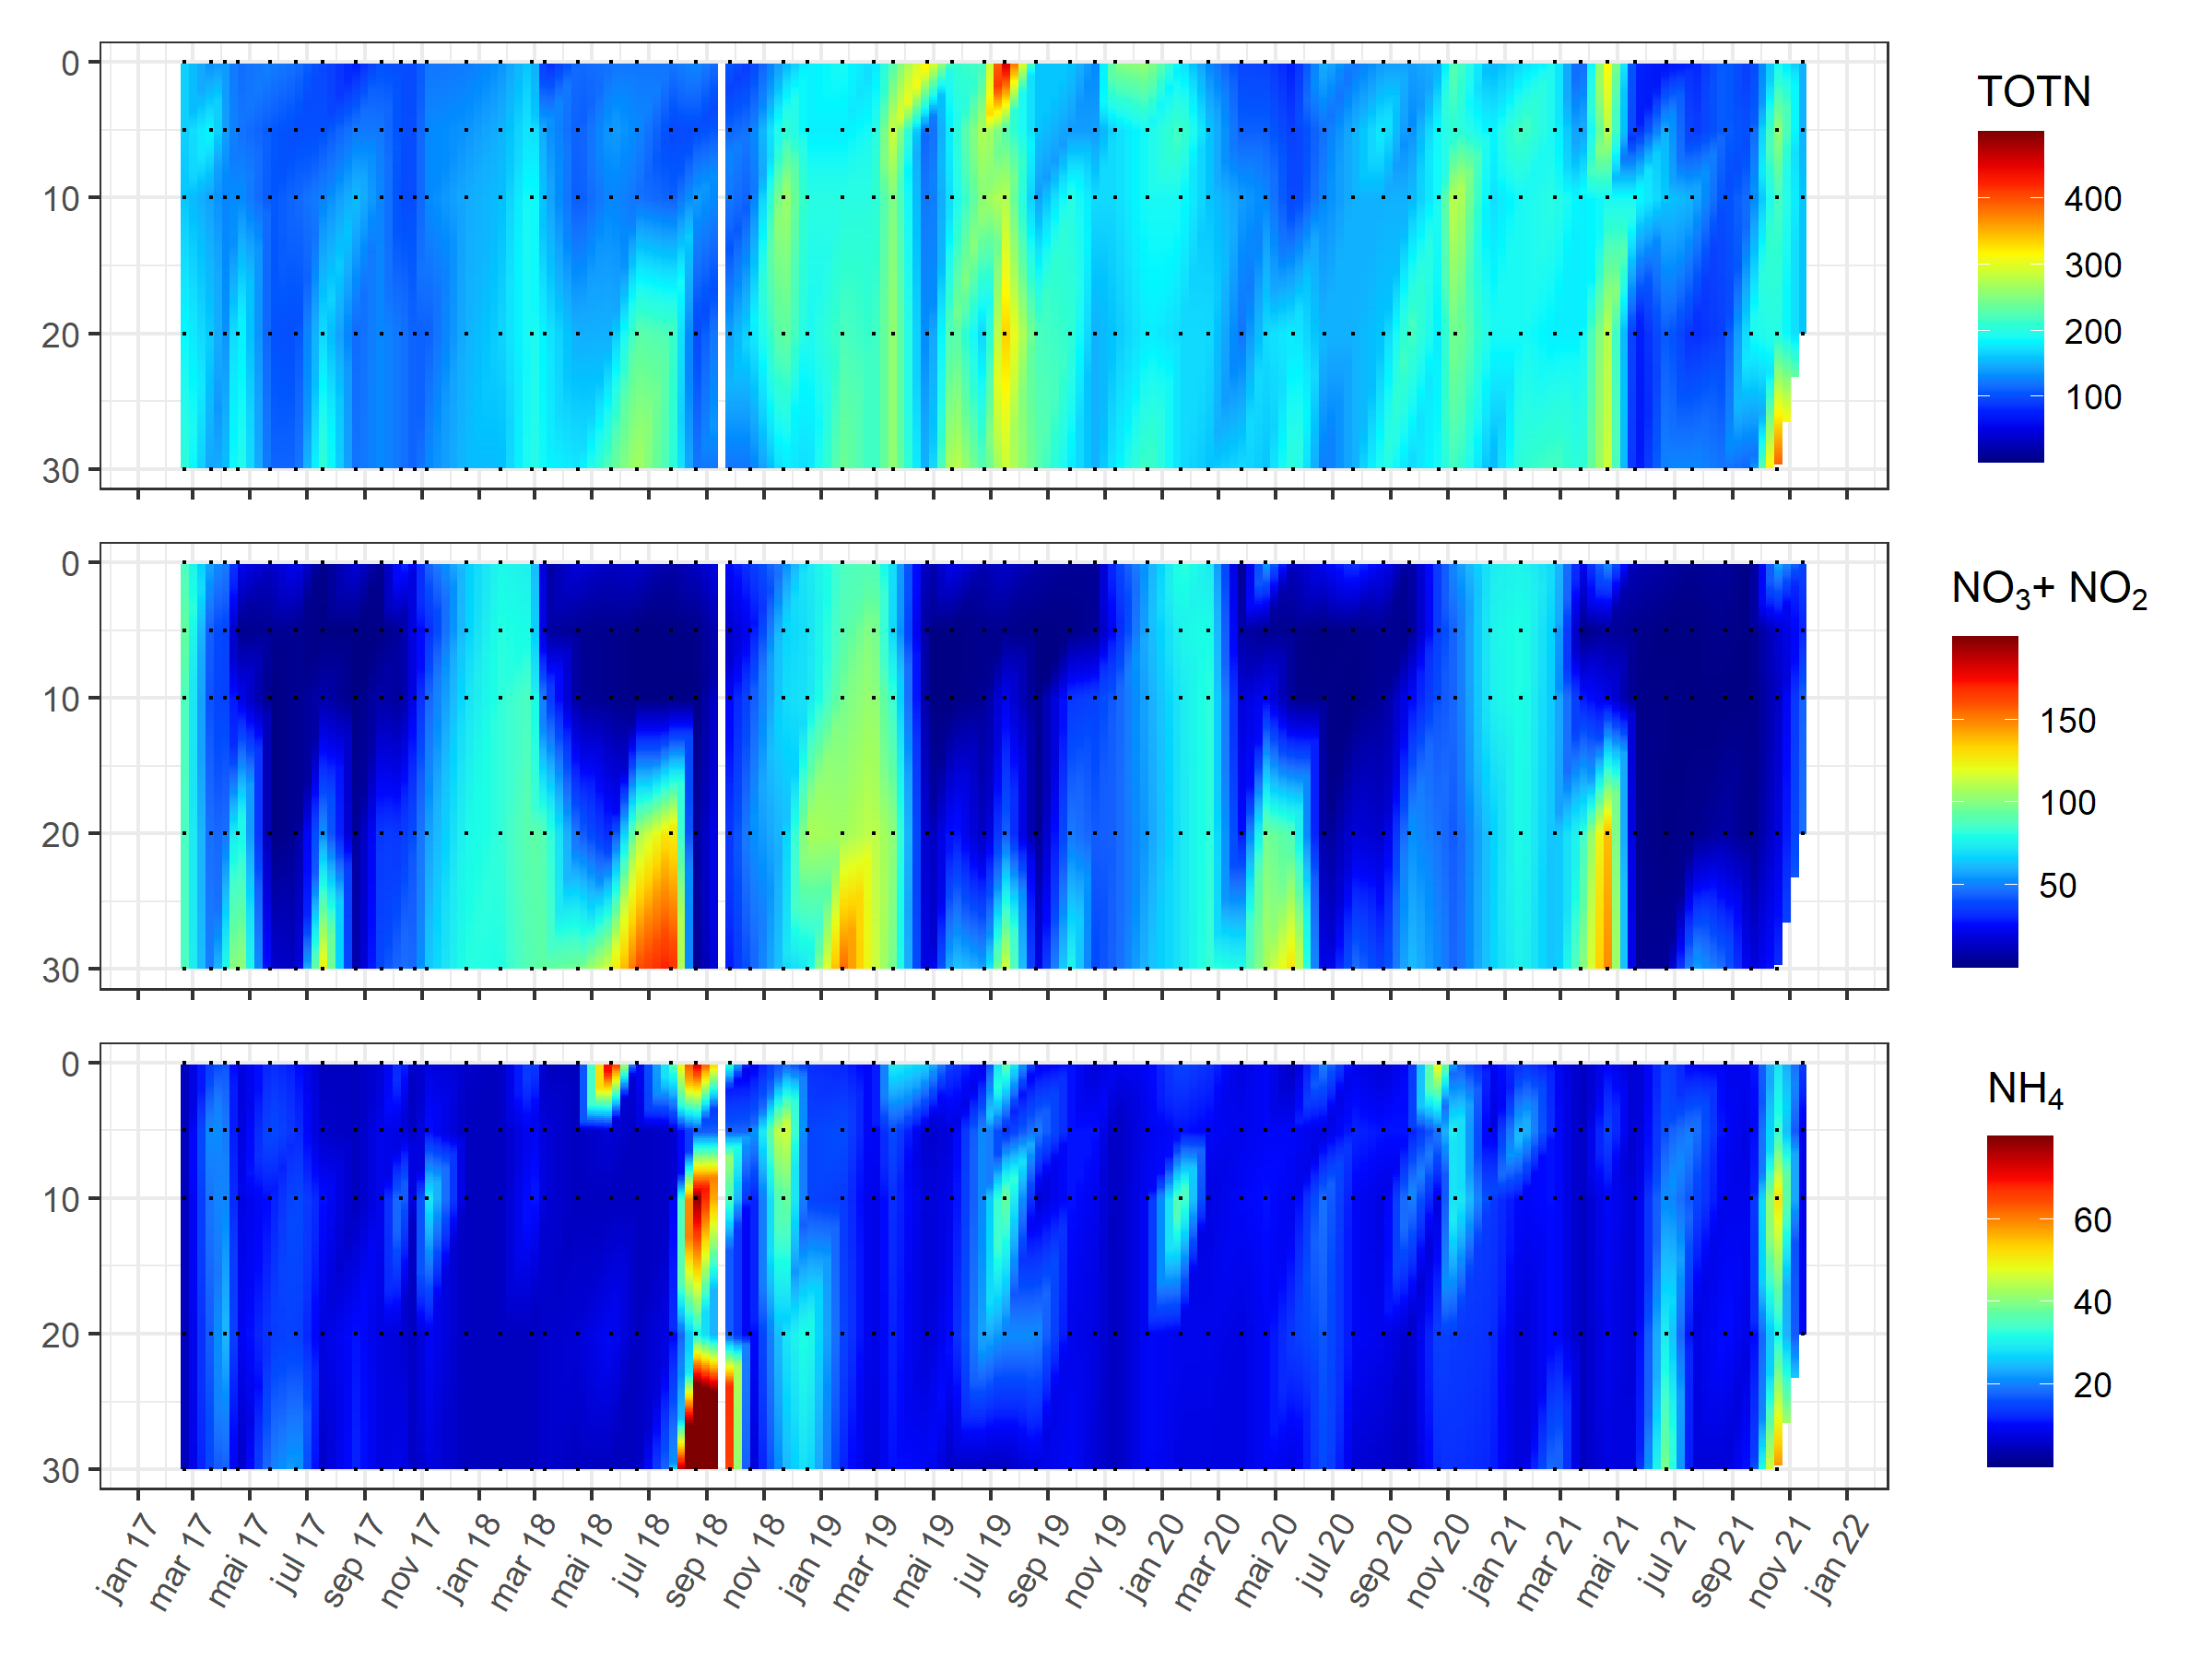 TOTN
0
10
20
30
400
300
200
100
NO₃+ NO₂
0
10
20
30
150
100
50
NH₄
0
10
20
30
60
40
20
jan 17
mar 17
mai 17
jul 17
sep 17
nov 17
jan 18
mar 18
mai 18
jul 18
sep 18
nov 18
jan 19
mar 19
mai 19
jul 19
sep 19
nov 19
jan 20
mar 20
mai 20
jul 20
sep 20
nov 20
jan 21
mar 21
mai 21
jul 21
sep 21
nov 21
jan 22